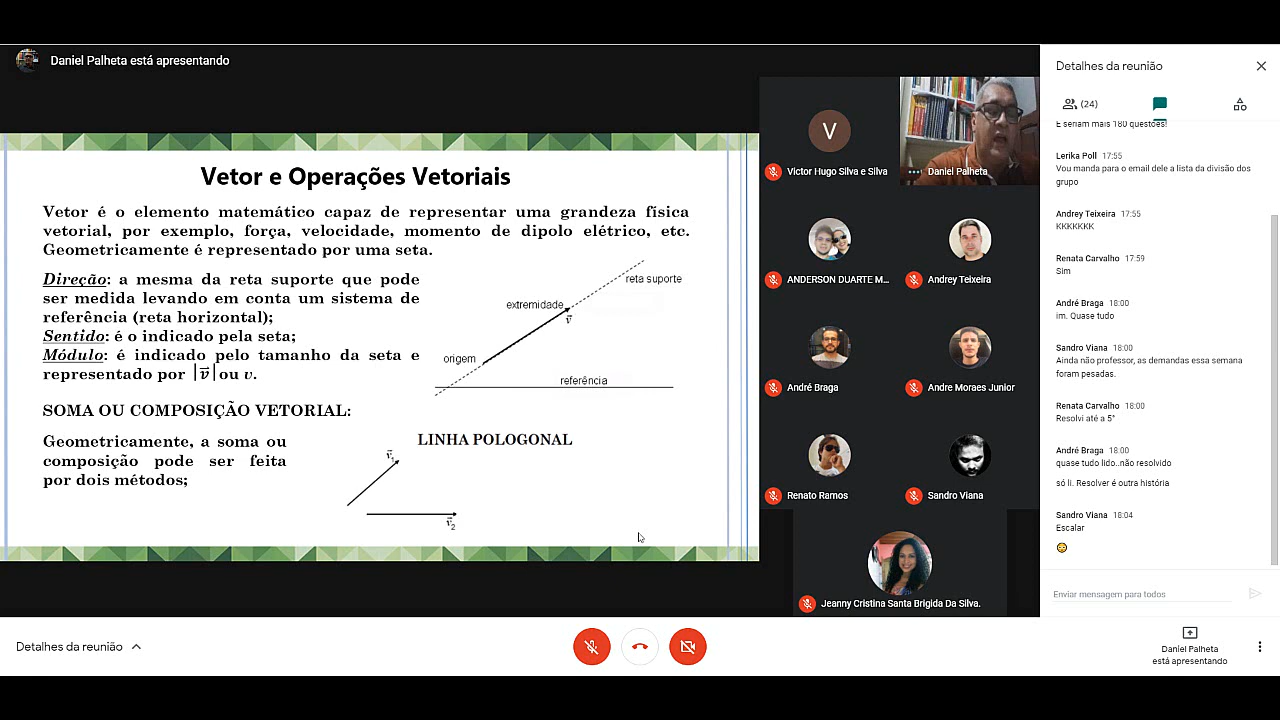 Daniel Palheta está apresentando
Vetor e Operações Vetoriais
Vetor é o elemento matemático capaz de representar uma grandeza física
vetorial, por exemplo, força, velocidade, momento de dipolo elétrico, etc.
Geometricamente é representado por uma seta.
Direção: a mesma da reta suporte que pode
ser medida levando em conta um sistema de
referência (reta horizontal);
Sentido: é o indicado pela seta;
Módulo: é indicado pelo tamanho da seta e
representado por |v⃗| ou v.
reta suporte
extremidade
v⃗
origem
referência
SOMA OU COMPOSIÇÃO VETORIAL:
Geometricamente, a soma ou
composição pode ser feita
por dois métodos;
LINHA POLOGONAL
v⃗1
v⃗2
V
Victor Hugo Silva e Silva
Daniel Palheta
ANDERSON DUARTE M...
Andrey Teixeira
André Braga
Andre Moraes Junior
Renato Ramos
Sandro Viana
Jeanny Cristina Santa Brigida Da Silva.
Detalhes da reunião
(24)
E seriam mais 180 questões!
Lerika Poll 17:55
Vou manda para o email dele a lista da divisão dos
grupo
Andrey Teixeira 17:55
KKKKKKK
Renata Carvalho 17:59
Sim
André Braga 18:00
im. Quase tudo
Sandro Viana 18:00
Ainda não professor, as demandas essa semana
foram pesadas.
Renata Carvalho 18:00
Resolvi até a 5°
André Braga 18:00
quase tudo lido..não resolvido
só li. Resolver é outra história
Sandro Viana 18:04
Escalar
Enviar mensagem para todos
Detalhes da reunião
Daniel Palheta
está apresentando